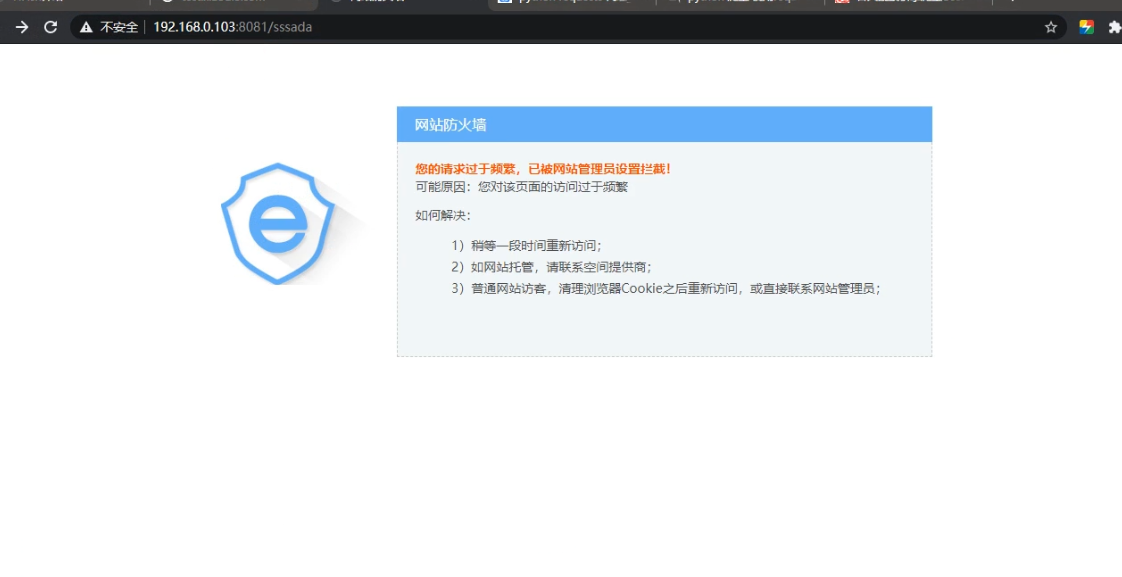 不安全 192.168.0.103:8081/sssada
网站防火墙
您的请求过于频繁，已被网站管理员设置拦截！
可能原因：您对该页面的访问过于频繁
如何解决：
1）稍等一段时间重新访问；
2）如网站托管，请联系空间提供商；
3）普通网站访客，清理浏览器Cookie之后重新访问，或直接联系网站管理员；